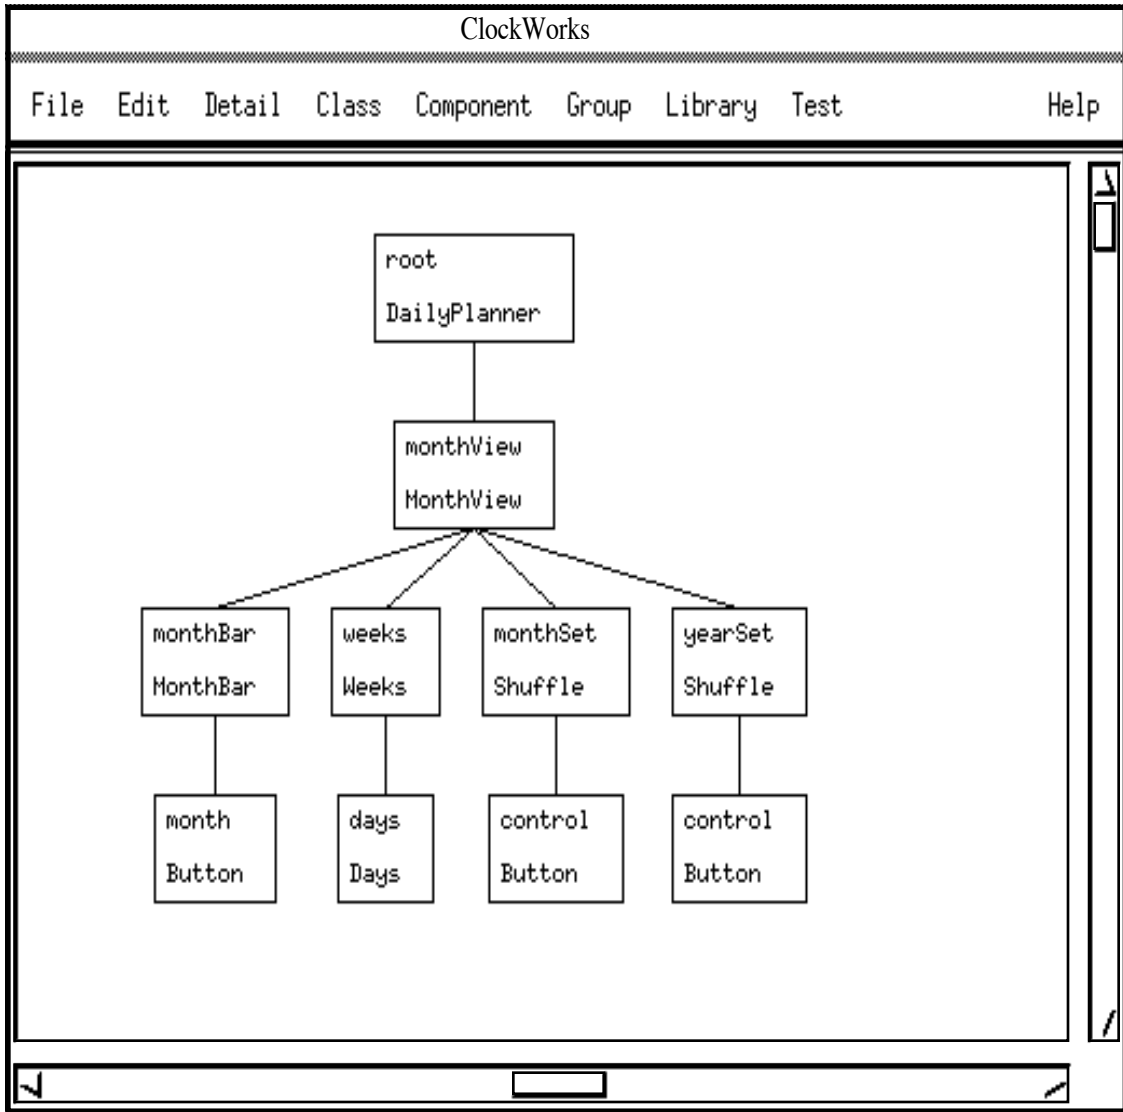 ClockWorks
File Edit Detail Class Component Group Library Test Help
root
DailyPlanner
monthView
MonthView
monthBar weeks monthSet yearSet
MonthBar Weeks Shuffle Shuffle
month days control control
Button Days Button Button